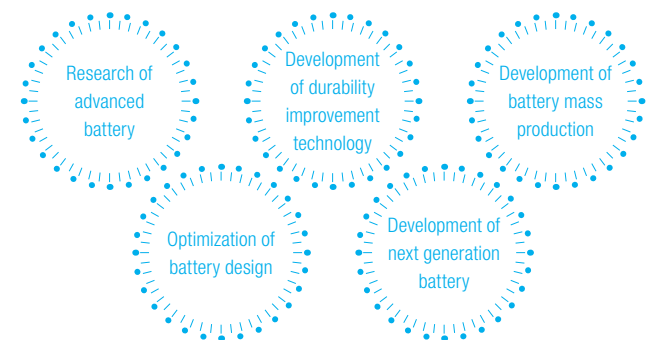 Research of
advanced
battery
Development
of durability
improvement
technology
Development of
battery mass
production
Optimization of
battery design
Development of
next generation
battery